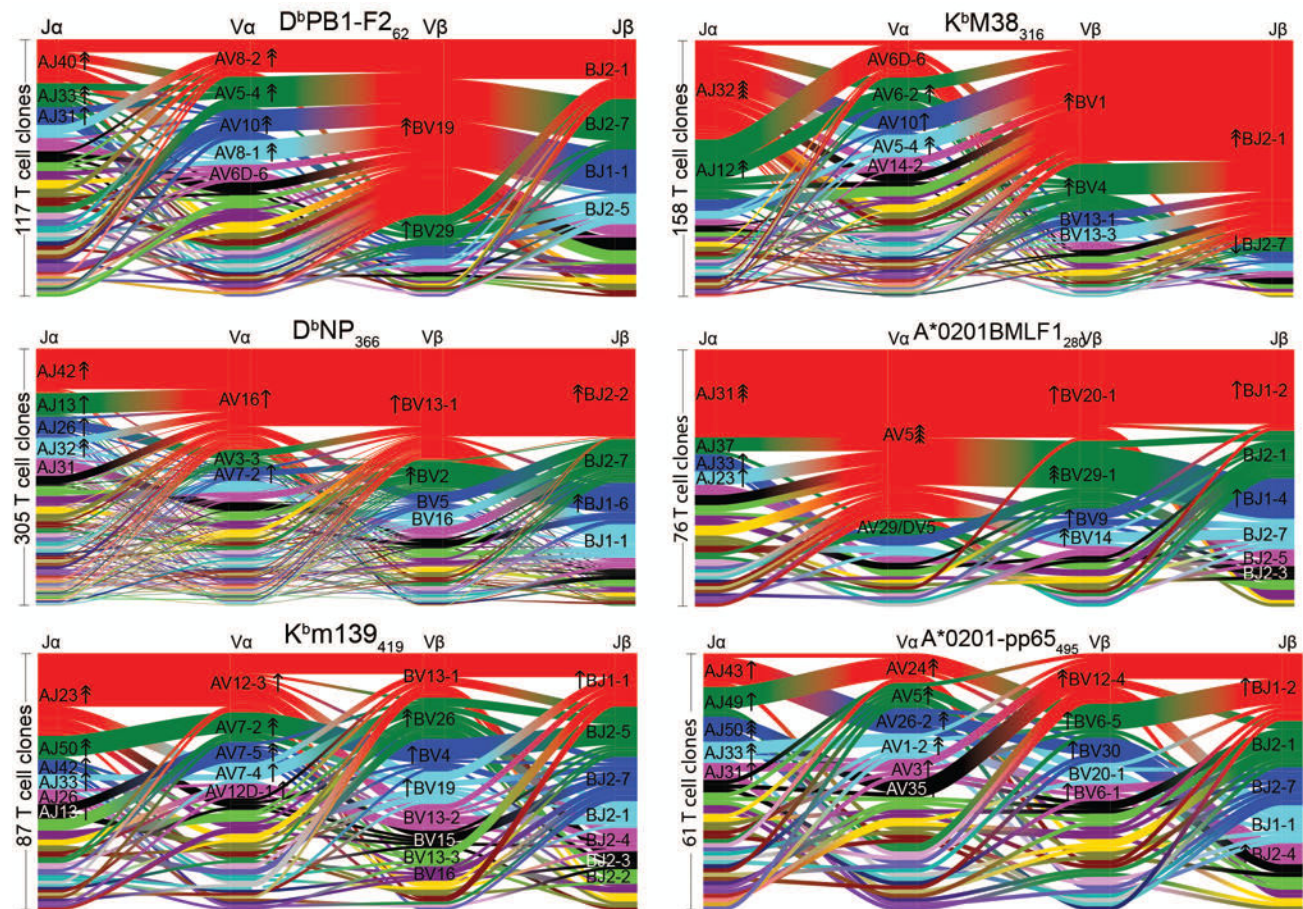 Jα Vα DᵇPB1-F2₆₂ Vβ Jβ
117 T cell clones
AJ40↟
AJ33↟
AJ31↑
AV8-2↟
AV5-4↟
AV10↟
AV8-1↟
AV6D-6
↑BV19
↑BV29
BJ2-1
BJ2-7
BJ1-1
BJ2-5
Jα Vα KᵇM38₃₁₆ Vβ Jβ
158 T cell clones
AJ32
AJ12↟
AV6D-6
AV6-2↟
AV10↑
AV5-4↟
AV14-2
↟BV1
↑BV4
BV13-1
BV13-3
↟BJ2-1
↓BJ2-7
DᵇNP₃₆₆
Jα Vα Vβ Jβ
305 T cell clones
AJ42↟
AJ13↑
AJ26↑
AJ32↟
AJ31
AV16↑
AV3-3
AV7-2↑
↑BV13-1
↟BV2
BV5
BV16
↟BJ2-2
BJ2-7
↟BJ1-6
BJ1-1
A*0201BMLF1₂₈₀
Jα Vα Vβ Jβ
76 T cell clones
AJ31
AJ37
AJ33↑
AJ23↑
AV5
AV29/DV5
↑BV20-1
↟BV29-1
↑BV9
↑BV14
↑BJ1-2
BJ2-1
↑BJ1-4
BJ2-7
BJ2-5
BJ2-3
Kᵇm139₄₁₉
Jα Vα Vβ Jβ
87 T cell clones
AJ23↟
AJ50↟
AJ42↑
AJ33↑
AJ26
AJ13
AV12-3↑
AV7-2↟
AV7-5↟
AV7-4↑
AV12D-1↑
BV13-1
↑BV26
↑BV4
↑BV19
BV13-2
BV15
BV13-3
BV16
↑BJ1-1
BJ2-5
BJ2-7
BJ2-1
BJ2-4
BJ2-3
BJ2-2
A*0201-pp65₄₉₅
Jα Vα Vβ Jβ
61 T cell clones
AJ43↑
AJ49↑
AJ50↟
AJ33↟
AJ31↑
AV24↟
AV5↟
AV26-2↑
AV1-2↟
AV3↑
AV35
↟BV12-4
↑BV6-5
↑BV30
BV20-1
↑BV6-1
↑BJ1-2
BJ2-1
BJ2-7
BJ1-1
↑BJ2-4